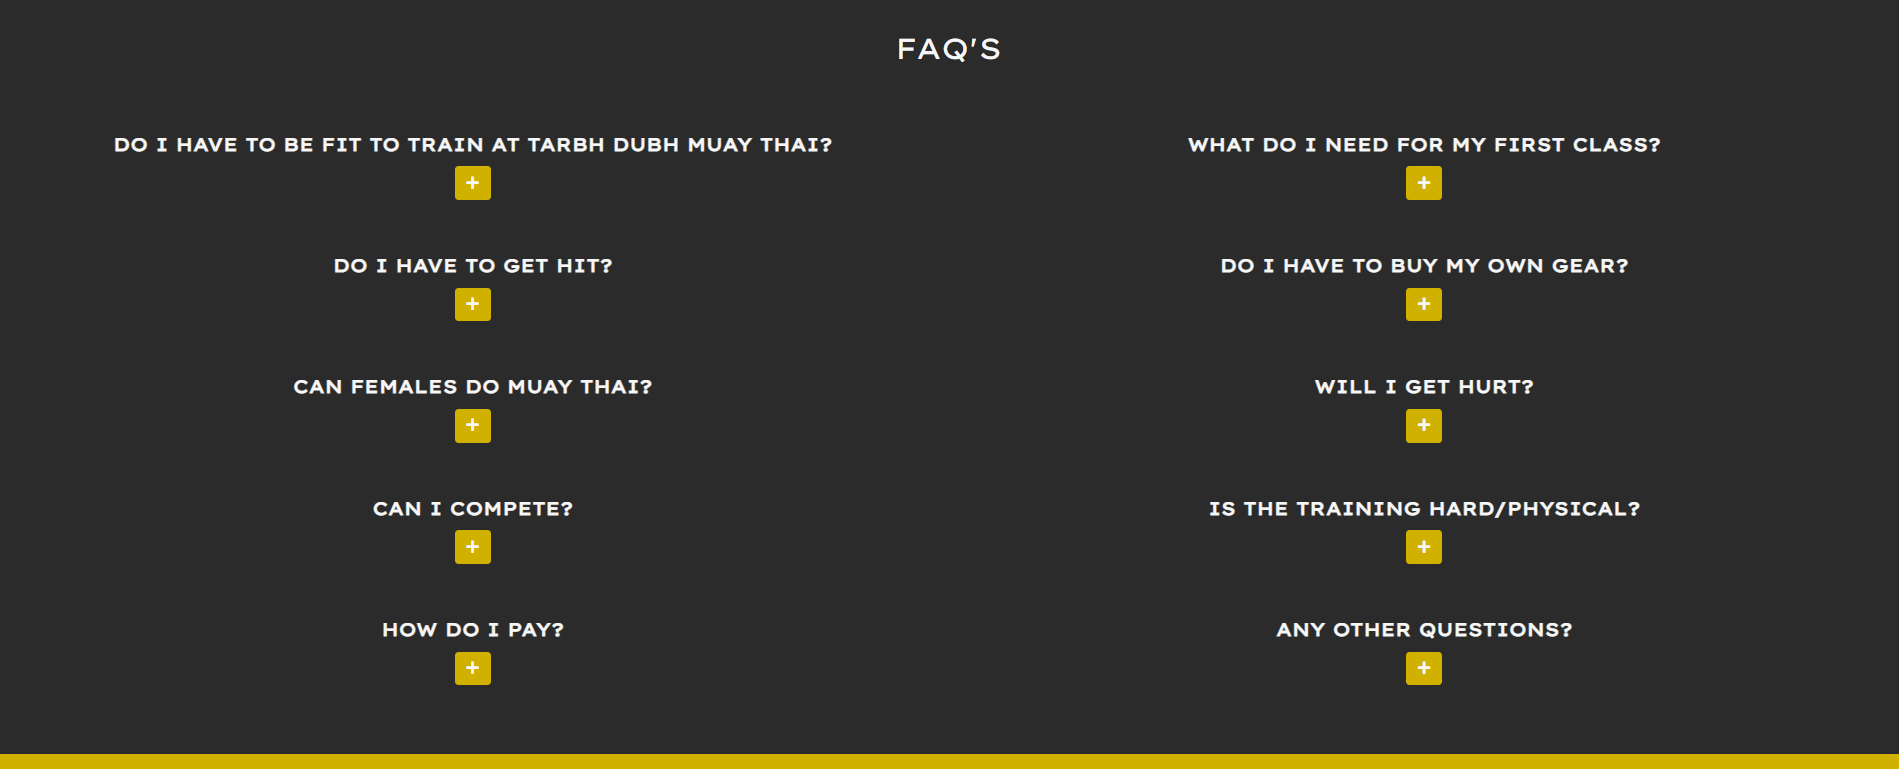 FAQ'S
DO I HAVE TO BE FIT TO TRAIN AT TARBH DUBH MUAY THAI?
+
WHAT DO I NEED FOR MY FIRST CLASS?
+
DO I HAVE TO GET HIT?
+
DO I HAVE TO BUY MY OWN GEAR?
+
CAN FEMALES DO MUAY THAI?
+
WILL I GET HURT?
+
CAN I COMPETE?
+
IS THE TRAINING HARD/PHYSICAL?
+
HOW DO I PAY?
+
ANY OTHER QUESTIONS?
+